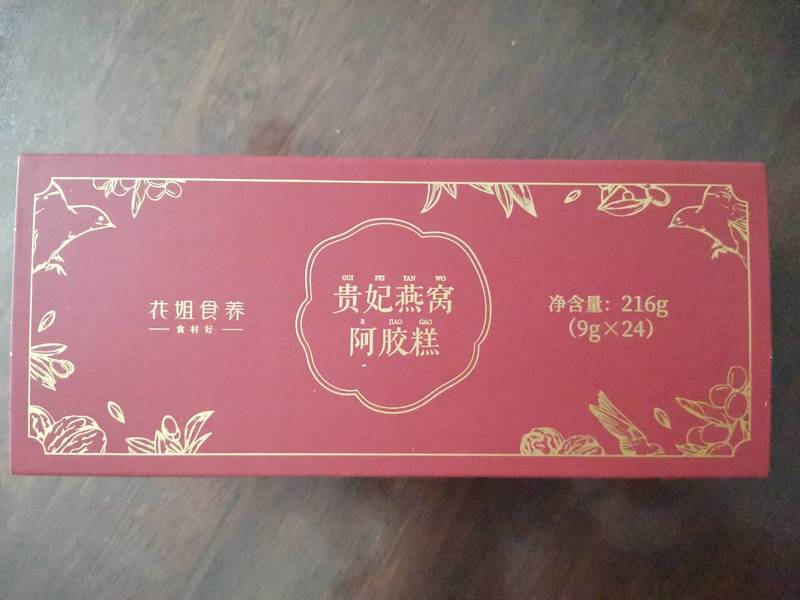 花姐食养
食材好
GUI FEI YAN WO
贵妃燕窝
E JIAO GAO
阿胶糕
净含量：216g
（9g×24）